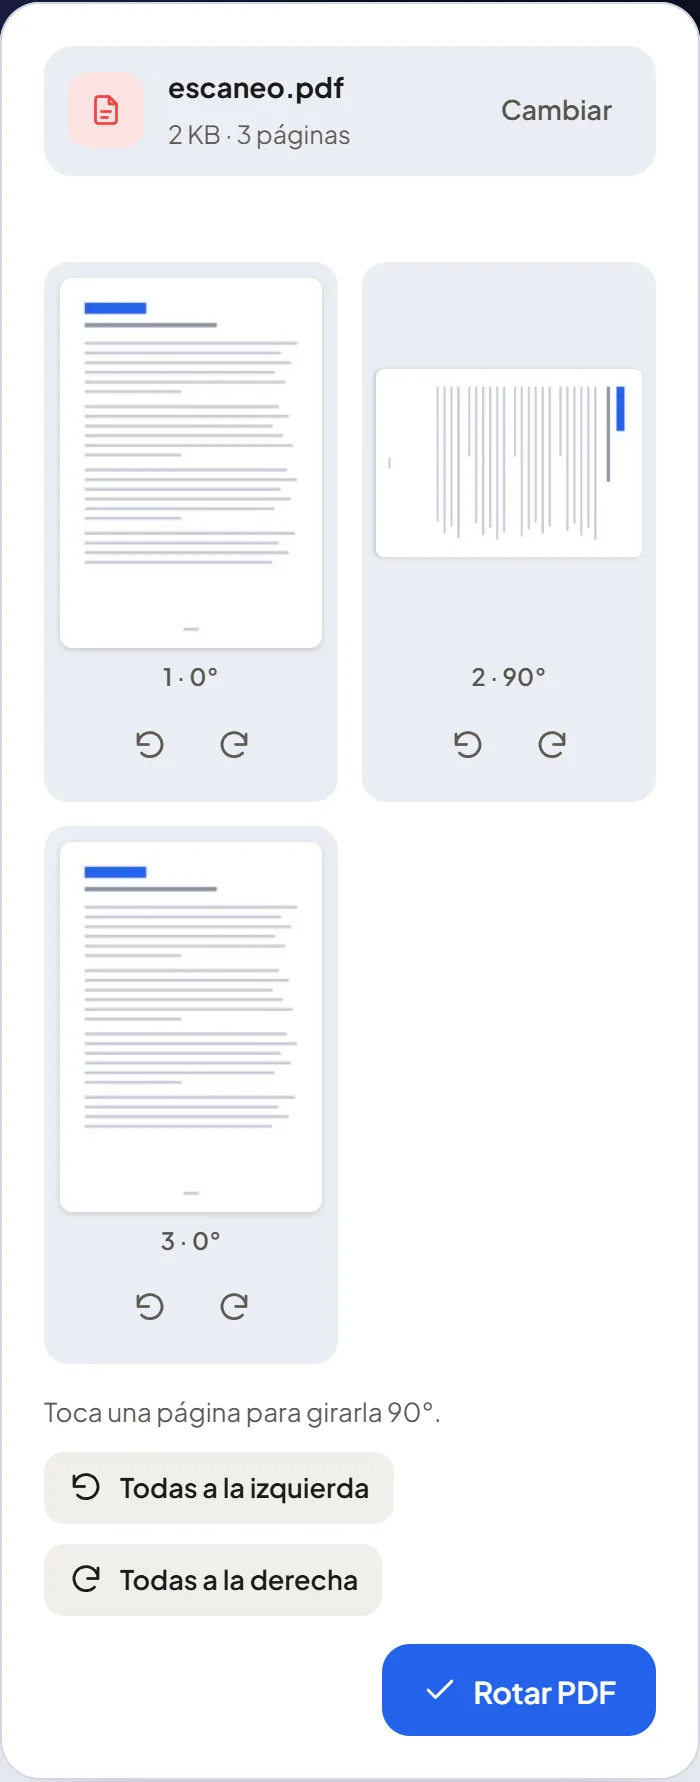 escaneo.pdf
2 KB · 3 páginas
Cambiar
1 · 0°
2 · 90°
3 · 0°
Toca una página para girarla 90°.
Todas a la izquierda
Todas a la derecha
Rotar PDF